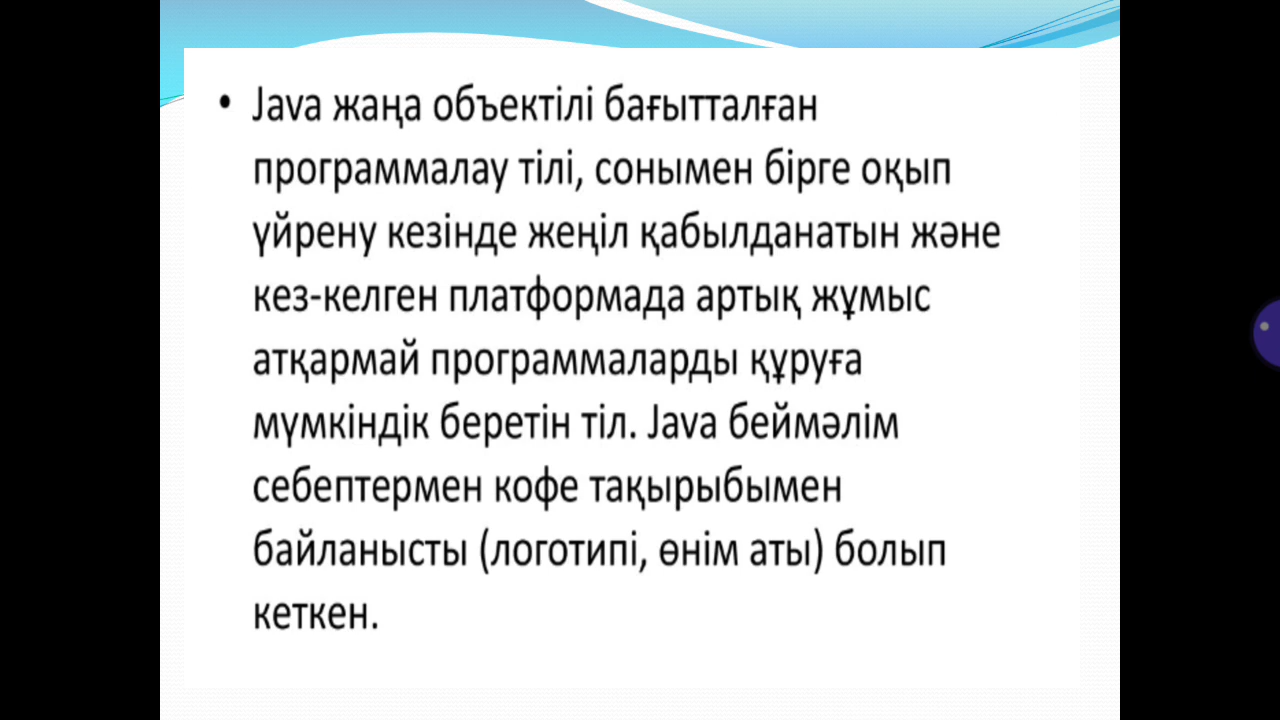 • Java жаңа объектілі бағытталған
программалау тілі, сонымен бірге оқып
үйрену кезінде жеңіл қабылданатын және
кез-келген платформада артық жұмыс
атқармай программаларды құруға
мүмкіндік беретін тіл. Java беймәлім
себептермен кофе тақырыбымен
байланысты (логотипі, өнім аты) болып
кеткен.